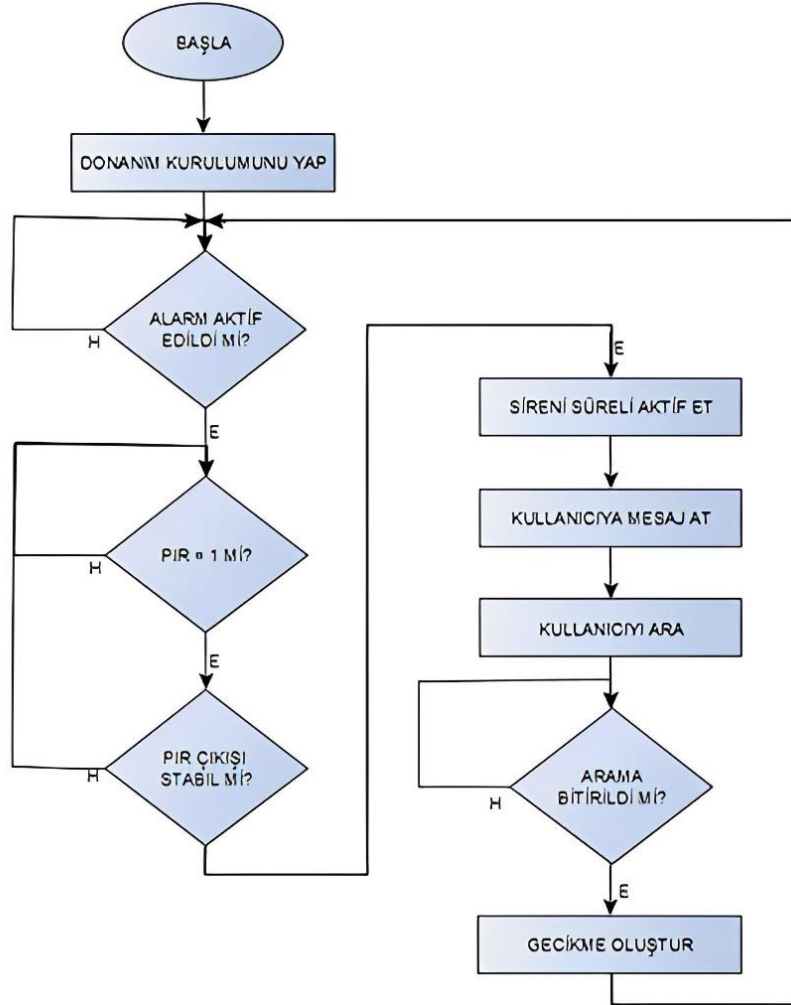 BAŞLA
DONANIM KURULUMUNU YAP
ALARM AKTİF
EDİLDİ Mİ?
H
E
PIR = 1 Mİ?
H
E
PIR ÇIKIŞI
STABİL Mİ?
H
E
SİRENİ SÜRELİ AKTİF ET
KULLANICIYA MESAJ AT
KULLANICIYI ARA
ARAMA
BİTİRİLDİ Mİ?
H
E
GECİKME OLUŞTUR